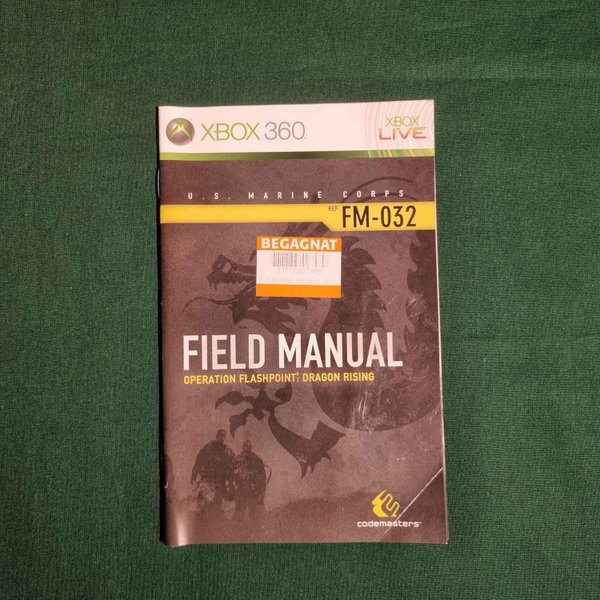 XBOX 360
XBOX
LIVE
U.S. MARINE CORPS
REF. FM-032
BEGAGNAT
FIELD MANUAL
OPERATION FLASHPOINT: DRAGON RISING
codemasters